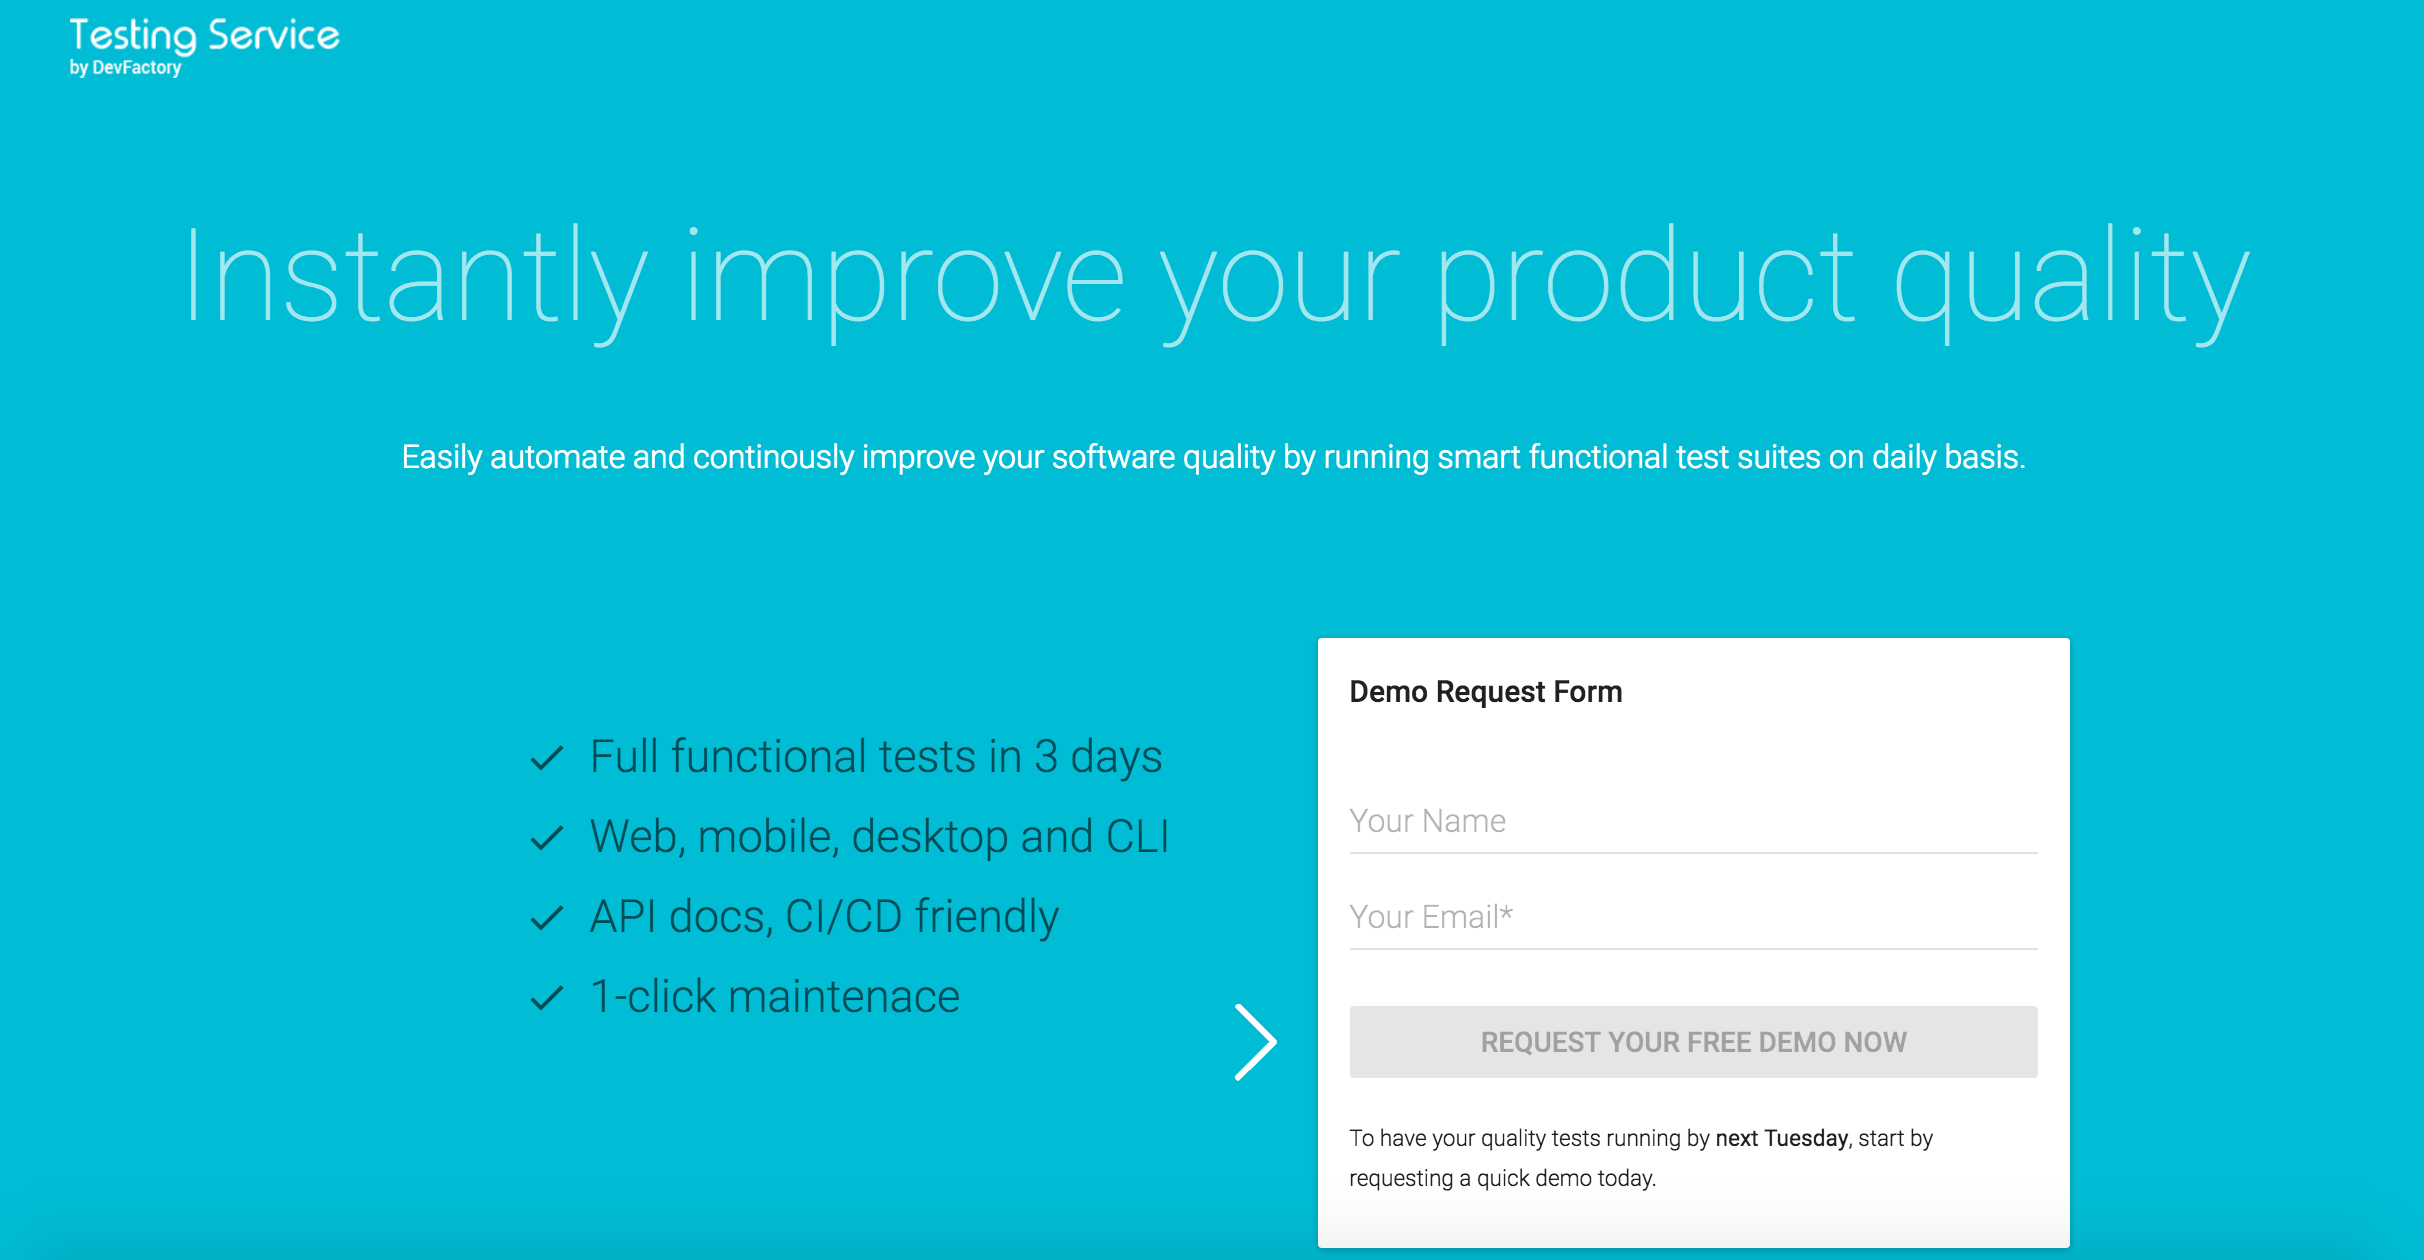 Testing Service
by DevFactory
Instantly improve your product quality
Easily automate and continously improve your software quality by running smart functional test suites on daily basis.
Full functional tests in 3 days
Web, mobile, desktop and CLI
API docs, CI/CD friendly
1-click maintenace
Demo Request Form
Your Name
Your Email*
REQUEST YOUR FREE DEMO NOW
To have your quality tests running by next Tuesday, start by
requesting a quick demo today.